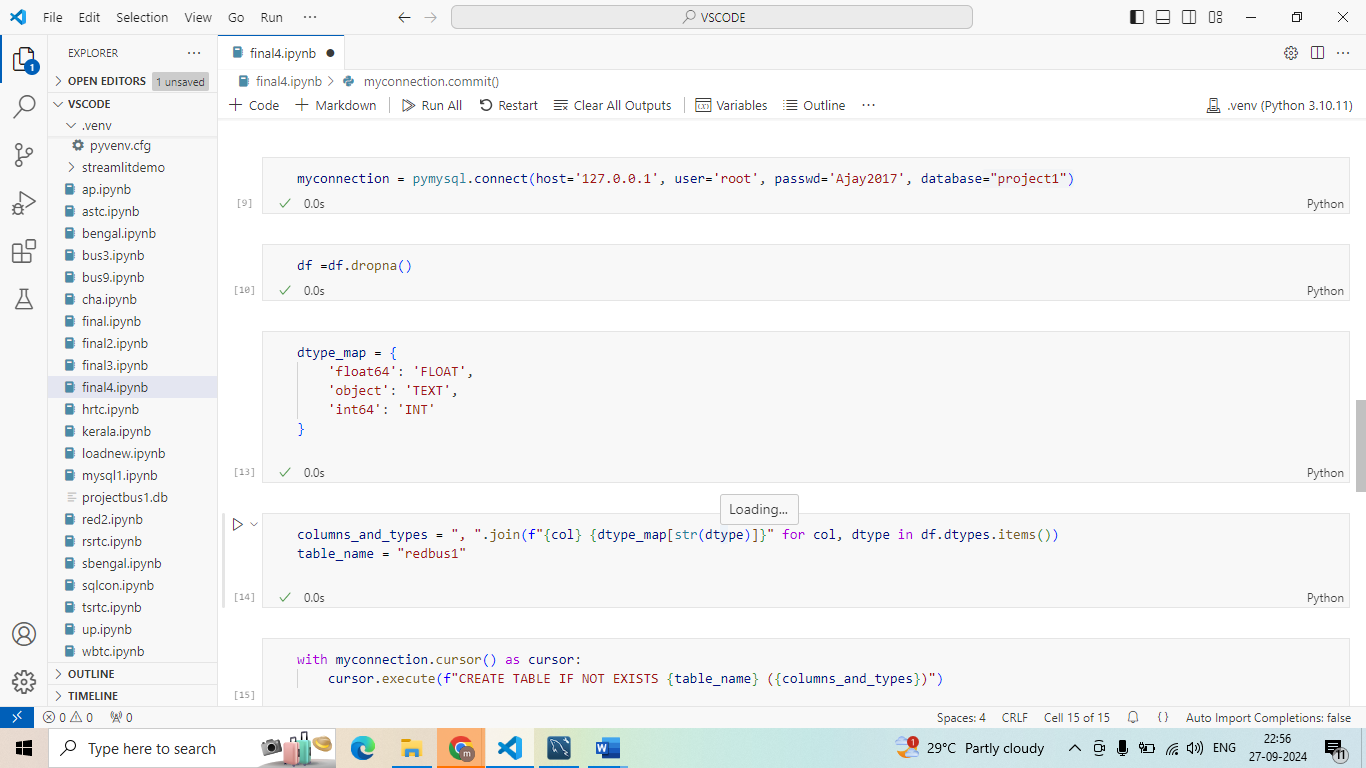 File Edit Selection View Go Run ···
VSCODE
EXPLORER ···
OPEN EDITORS 1 unsaved
VSCODE
.venv
pyvenv.cfg
streamlitdemo
ap.ipynb
astc.ipynb
bengal.ipynb
bus3.ipynb
bus9.ipynb
cha.ipynb
final.ipynb
final2.ipynb
final3.ipynb
final4.ipynb
hrtc.ipynb
kerala.ipynb
loadnew.ipynb
mysql1.ipynb
projectbus1.db
red2.ipynb
rsrtc.ipynb
sbengal.ipynb
sqlcon.ipynb
tsrtc.ipynb
up.ipynb
wbtc.ipynb
OUTLINE
TIMELINE
1
final4.ipynb ●
final4.ipynb > myconnection.commit()
+ Code + Markdown Run All Restart Clear All Outputs Variables Outline ··· .venv (Python 3.10.11)
myconnection = pymysql.connect(host='127.0.0.1', user='root', passwd='Ajay2017', database="project1")
[9] ✓ 0.0s Python
df =df.dropna()
[10] ✓ 0.0s Python
dtype_map = {
'float64': 'FLOAT',
'object': 'TEXT',
'int64': 'INT'
}
[13] ✓ 0.0s Python
Loading...
columns_and_types = ", ".join(f"{col} {dtype_map[str(dtype)]}" for col, dtype in df.dtypes.items())
table_name = "redbus1"
[14] ✓ 0.0s Python
with myconnection.cursor() as cursor:
cursor.execute(f"CREATE TABLE IF NOT EXISTS {table_name} ({columns_and_types})")
[15]
0 0 0 Spaces: 4 CRLF Cell 15 of 15 {} Auto Import Completions: false
Type here to search
m
W
1
29°C Partly cloudy
ENG
22:56
27-09-2024
11